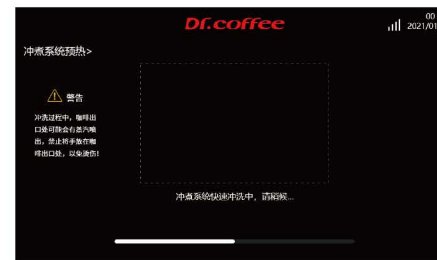 Dr.coffee
00
2021/01
冲煮系统预热>
警告
冲洗过程中，咖啡出
口处可能会有蒸汽喷
出，禁止将手放在咖
啡出口处，以免烫伤!
冲煮系统快速冲洗中，请稍候...